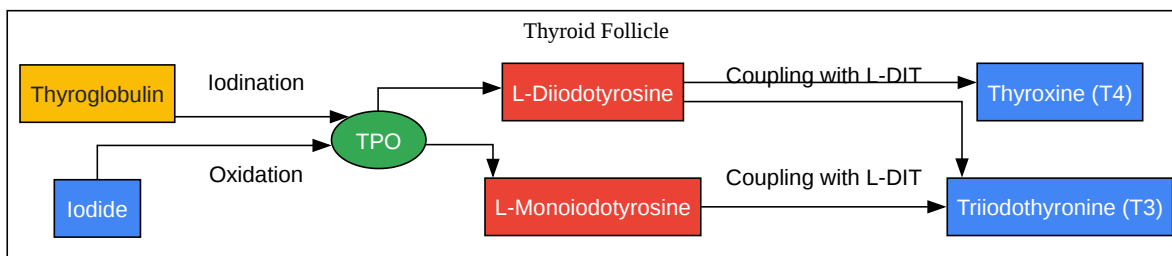 Thyroid Follicle
Thyroglobulin
Iodination
TPO
Oxidation
Iodide
L-Diiodotyrosine
Coupling with L-DIT
Thyroxine (T4)
L-Monoiodotyrosine
Coupling with L-DIT
Triiodothyronine (T3)